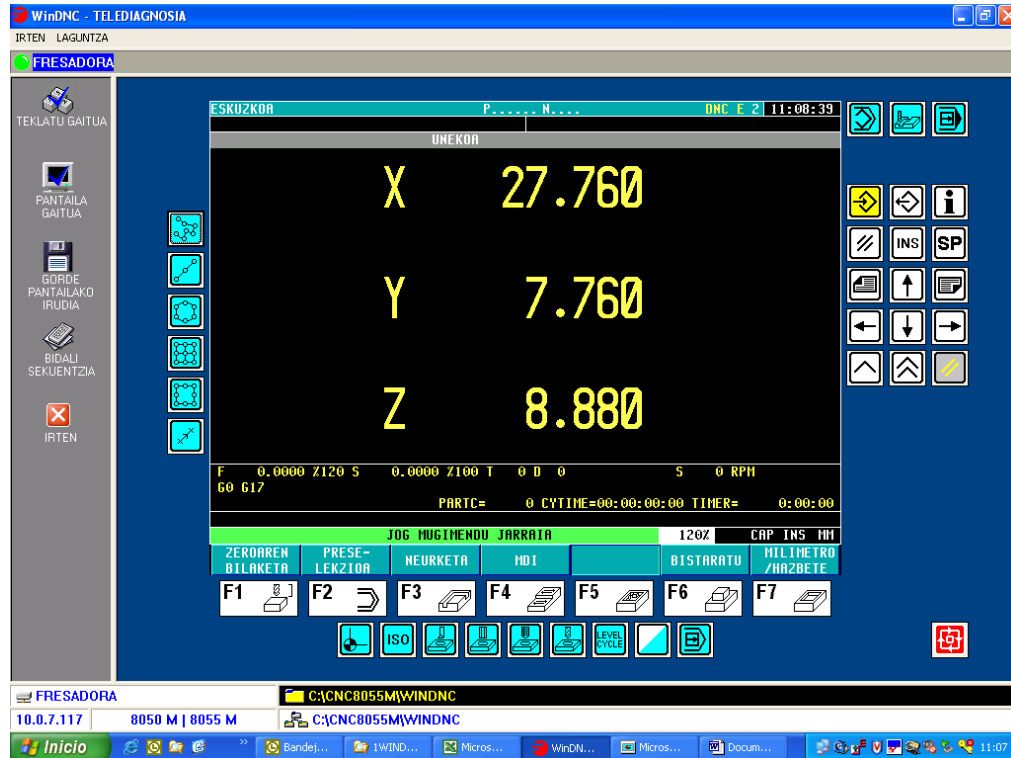 WinDNC - TELEDIAGNOSIA
IRTEN LAGUNTZA
FRESADORA
TEKLATU GAITUA
PANTAILA
GAITUA
GORDE
PANTAILAKO
IRUDIA
BIDALI
SEKUENTZIA
IRTEN
ESKUZKOA P...... N.... DNC E 2 11:08:39
UNEKOA
X 27.760
Y 7.760
Z 8.880
F 0.0000 %120 S 0.0000 %100 T 0 D 0 S 0 RPM
G0 G17
PARTC= 0 CYTIME=00:00:00:00 TIMER= 0:00:00
JOG MUGIMENDU JARRAIA 120% CAP INS MM
ZEROAREN
BILAKETA
PRESE-
LEKZIOA
NEURKETA
MDI
BISTARATU
MILIMETRO
/HAZBETE
F1 F2 F3 F4 F5 F6 F7
ISO
LEVEL
CYCLE
i
INS SP
FRESADORA C:\CNC8055M\WINDNC
10.0.7.117 8050 M | 8055 M C:\CNC8055M\WINDNC
Inicio » Bandej... 1WIND... Micros... WinDN... Micros... Docum... 11:07